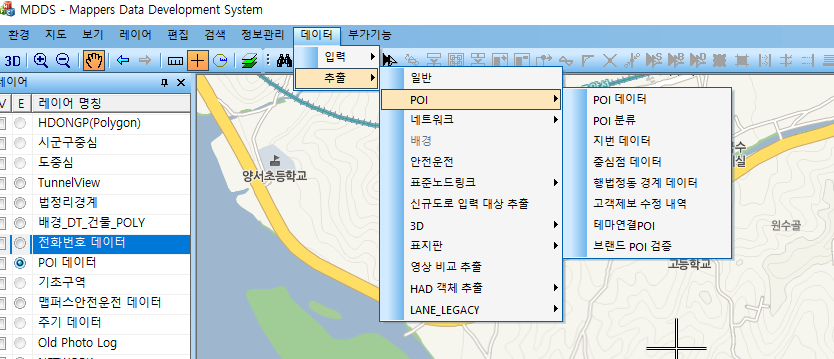 MDDS - Mappers Data Development System
환경 지도 보기 레이어 편집 검색 정보관리 데이터 부가기능
3D
레이어
V E 레이어 명칭
HDONGP(Polygon)
시군구중심
도중심
TunnelView
법정리경계
배경_DT_건물_POLY
전화번호 데이터
POI 데이터
기초구역
맵퍼스안전운전 데이터
주기 데이터
Old Photo Log
입력
추출
일반
POI
네트워크
배경
안전운전
표준노드링크
신규도로 입력 대상 추출
3D
표지판
영상 비교 추출
HAD 객체 추출
LANE_LEGACY
POI 데이터
POI 분류
지번 데이터
중심점 데이터
행법정동 경계 데이터
고객제보 수정 내역
테마연결POI
브랜드 POI 검증
양서초등학교
원수골
고등학교